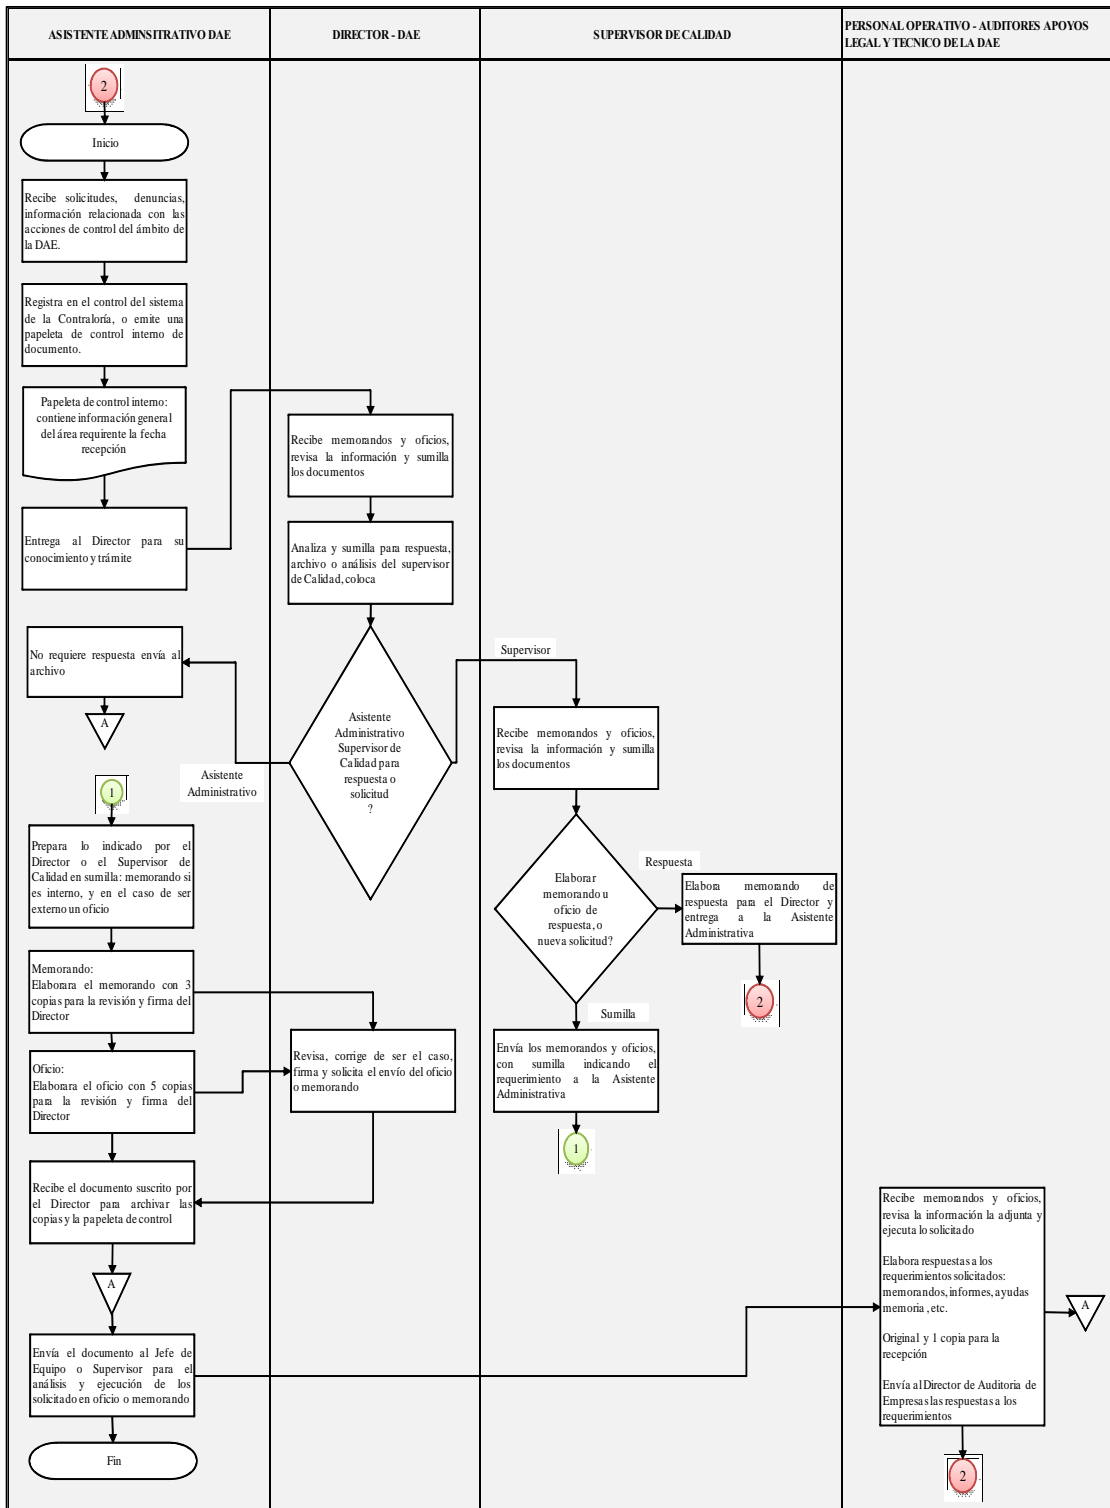 ASISTENTE ADMINSITRATIVO DAE
DIRECTOR - DAE
SUPERVISOR DE CALIDAD
PERSONAL OPERATIVO - AUDITORES APOYOS
LEGAL Y TECNICO DE LA DAE
2
Inicio
Recibe solicitudes, denuncias,
información relacionada con las
acciones de control del ámbito de
la DAE.
Registra en el control del sistema
de la Contraloría, o emite una
papeleta de control interno de
documento.
Papeleta de control interno:
contiene información general
del área requirente la fecha
recepción
Entrega al Director para su
conocimiento y trámite
Recibe memorandos y oficios,
revisa la información y sumilla
los documentos
Analiza y sumilla para respuesta,
archivo o análisis del supervisor
de Calidad, coloca
No requiere respuesta envía al
archivo
A
Asistente
Administrativo
Supervisor de
Calidad para
respuesta o
solicitud
?
Asistente
Administrativo
Supervisor
Recibe memorandos y oficios,
revisa la información y sumilla
los documentos
Elaborar
memorando u
oficio de
respuesta, o
nueva solicitud?
Respuesta
Elabora memorando de
respuesta para el Director y
entrega a la Asistente
Administrativa
2
Sumilla
Envía los memorandos y oficios,
con sumilla indicando el
requerimiento a la Asistente
Administrativa
1
1
Prepara lo indicado por el
Director o el Supervisor de
Calidad en sumilla: memorando si
es interno, y en el caso de ser
externo un oficio
Memorando:
Elaborara el memorando con 3
copias para la revisión y firma del
Director
Oficio:
Elaborara el oficio con 5 copias
para la revisión y firma del
Director
Revisa, corrige de ser el caso,
firma y solicita el envío del oficio
o memorando
Recibe el documento suscrito por
el Director para archivar las
copias y la papeleta de control
A
Envía el documento al Jefe de
Equipo o Supervisor para el
análisis y ejecución de los
solicitado en oficio o memorando
Fin
Recibe memorandos y oficios,
revisa la información la adjunta y
ejecuta lo solicitado
Elabora respuestas a los
requerimientos solicitados:
memorandos, informes, ayudas
memoria , etc.
Original y 1 copia para la
recepción
Envía al Director de Auditoria de
Empresas las respuestas a los
requerimientos
A
2